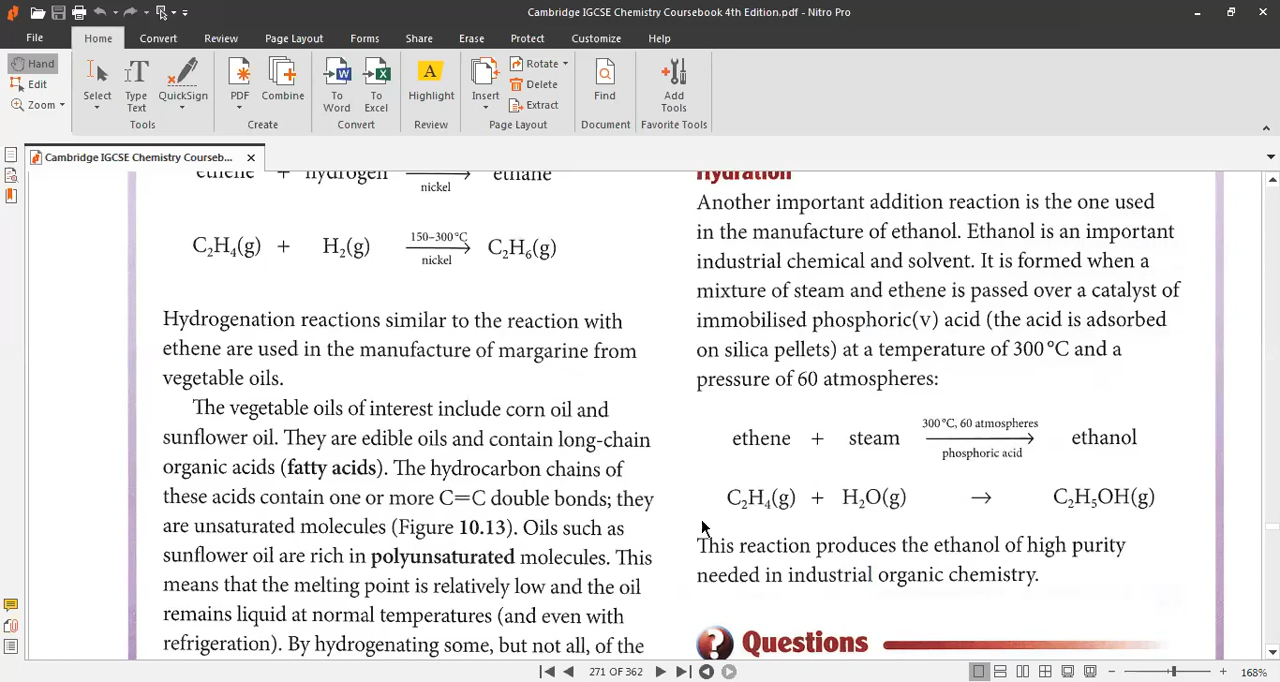 Cambridge IGCSE Chemistry Coursebook 4th Edition.pdf - Nitro Pro
File Home Convert Review Page Layout Forms Share Erase Protect Customize Help
Hand
Edit
Zoom
Select
Type Text
QuickSign
Tools
PDF
Combine
Create
To Word
To Excel
Convert
Highlight
Review
Insert
Rotate
Delete
Extract
Page Layout
Find
Document
Add Tools
Favorite Tools
Cambridge IGCSE Chemistry Courseb...
ethene + hydrogen → ethane
nickel
150–300°C
C₂H₄(g) + H₂(g) → C₂H₆(g)
nickel
Hydrogenation reactions similar to the reaction with
ethene are used in the manufacture of margarine from
vegetable oils.
The vegetable oils of interest include corn oil and
sunflower oil. They are edible oils and contain long-chain
organic acids (fatty acids). The hydrocarbon chains of
these acids contain one or more C=C double bonds; they
are unsaturated molecules (Figure 10.13). Oils such as
sunflower oil are rich in polyunsaturated molecules. This
means that the melting point is relatively low and the oil
remains liquid at normal temperatures (and even with
refrigeration). By hydrogenating some, but not all, of the
Hydration
Another important addition reaction is the one used
in the manufacture of ethanol. Ethanol is an important
industrial chemical and solvent. It is formed when a
mixture of steam and ethene is passed over a catalyst of
immobilised phosphoric(v) acid (the acid is adsorbed
on silica pellets) at a temperature of 300°C and a
pressure of 60 atmospheres:
300°C, 60 atmospheres
ethene + steam → ethanol
phosphoric acid
C₂H₄(g) + H₂O(g) → C₂H₅OH(g)
This reaction produces the ethanol of high purity
needed in industrial organic chemistry.
? Questions
271 OF 362
168%